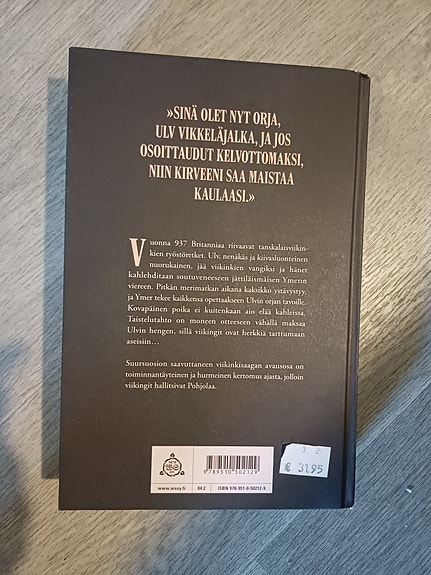 »SINÄ OLET NYT ORJA,
ULV VIKKELÄJALKA, JA JOS
OSOITTAUDUT KELVOTTOMAKSI,
NIIN KIRVEENI SAA MAISTAA
KAULAASI.»
Vuonna 937 Britanniaa riivaavat tanskalaisviikin-
kien ryöstöretket. Ulv, nenäkäs ja kiivasluonteinen
nuorukainen, jää viikinkien vangiksi ja hänet
kahlehditaan soutuveneeseen jättiläismäisen Ymerin
viereen. Pitkän merimatkan aikana kaksikko ystävystyy,
ja Ymer tekee kaikkensa opettaakseen Ulvin orjan tavoille.
Kovapäinen poika ei kuitenkaan aio elää kahleissa.
Taistelutahto on moneen otteeseen vähällä maksaa
Ulvin hengen, sillä viikingit ovat herkkiä tarttumaan
aseisiin…
Suursuosion saavuttaneen viikinkisaagan avausosa on
toiminnantäyteinen ja hurmeinen kertomus ajasta, jolloin
viikingit hallitsivat Pohjolaa.
9 789510 502129
€ 31.95
www.wsoy.fi 84.2 ISBN 978-951-0-50212-9